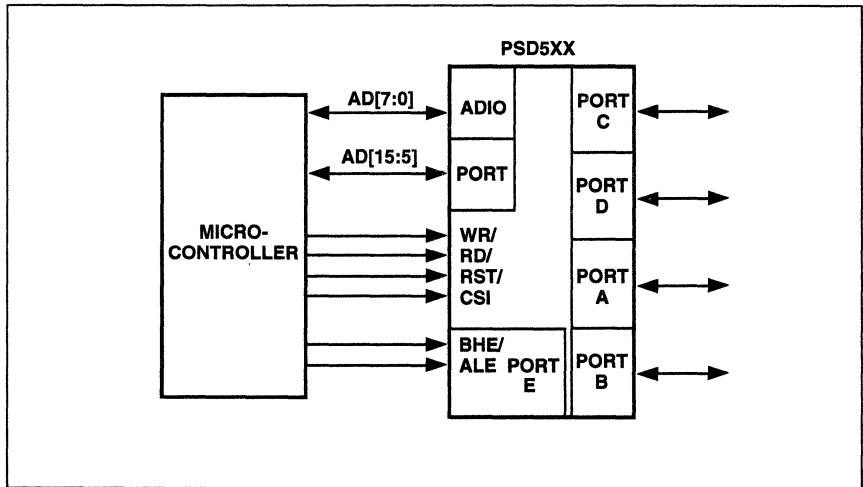 PSD5XX
MICRO-
CONTROLLER
AD[7:0]
AD[15:5]
ADIO
PORT
WR/
RD/
RST/
CSI
BHE/
ALE
PORT
E
PORT
C
PORT
D
PORT
A
PORT
B